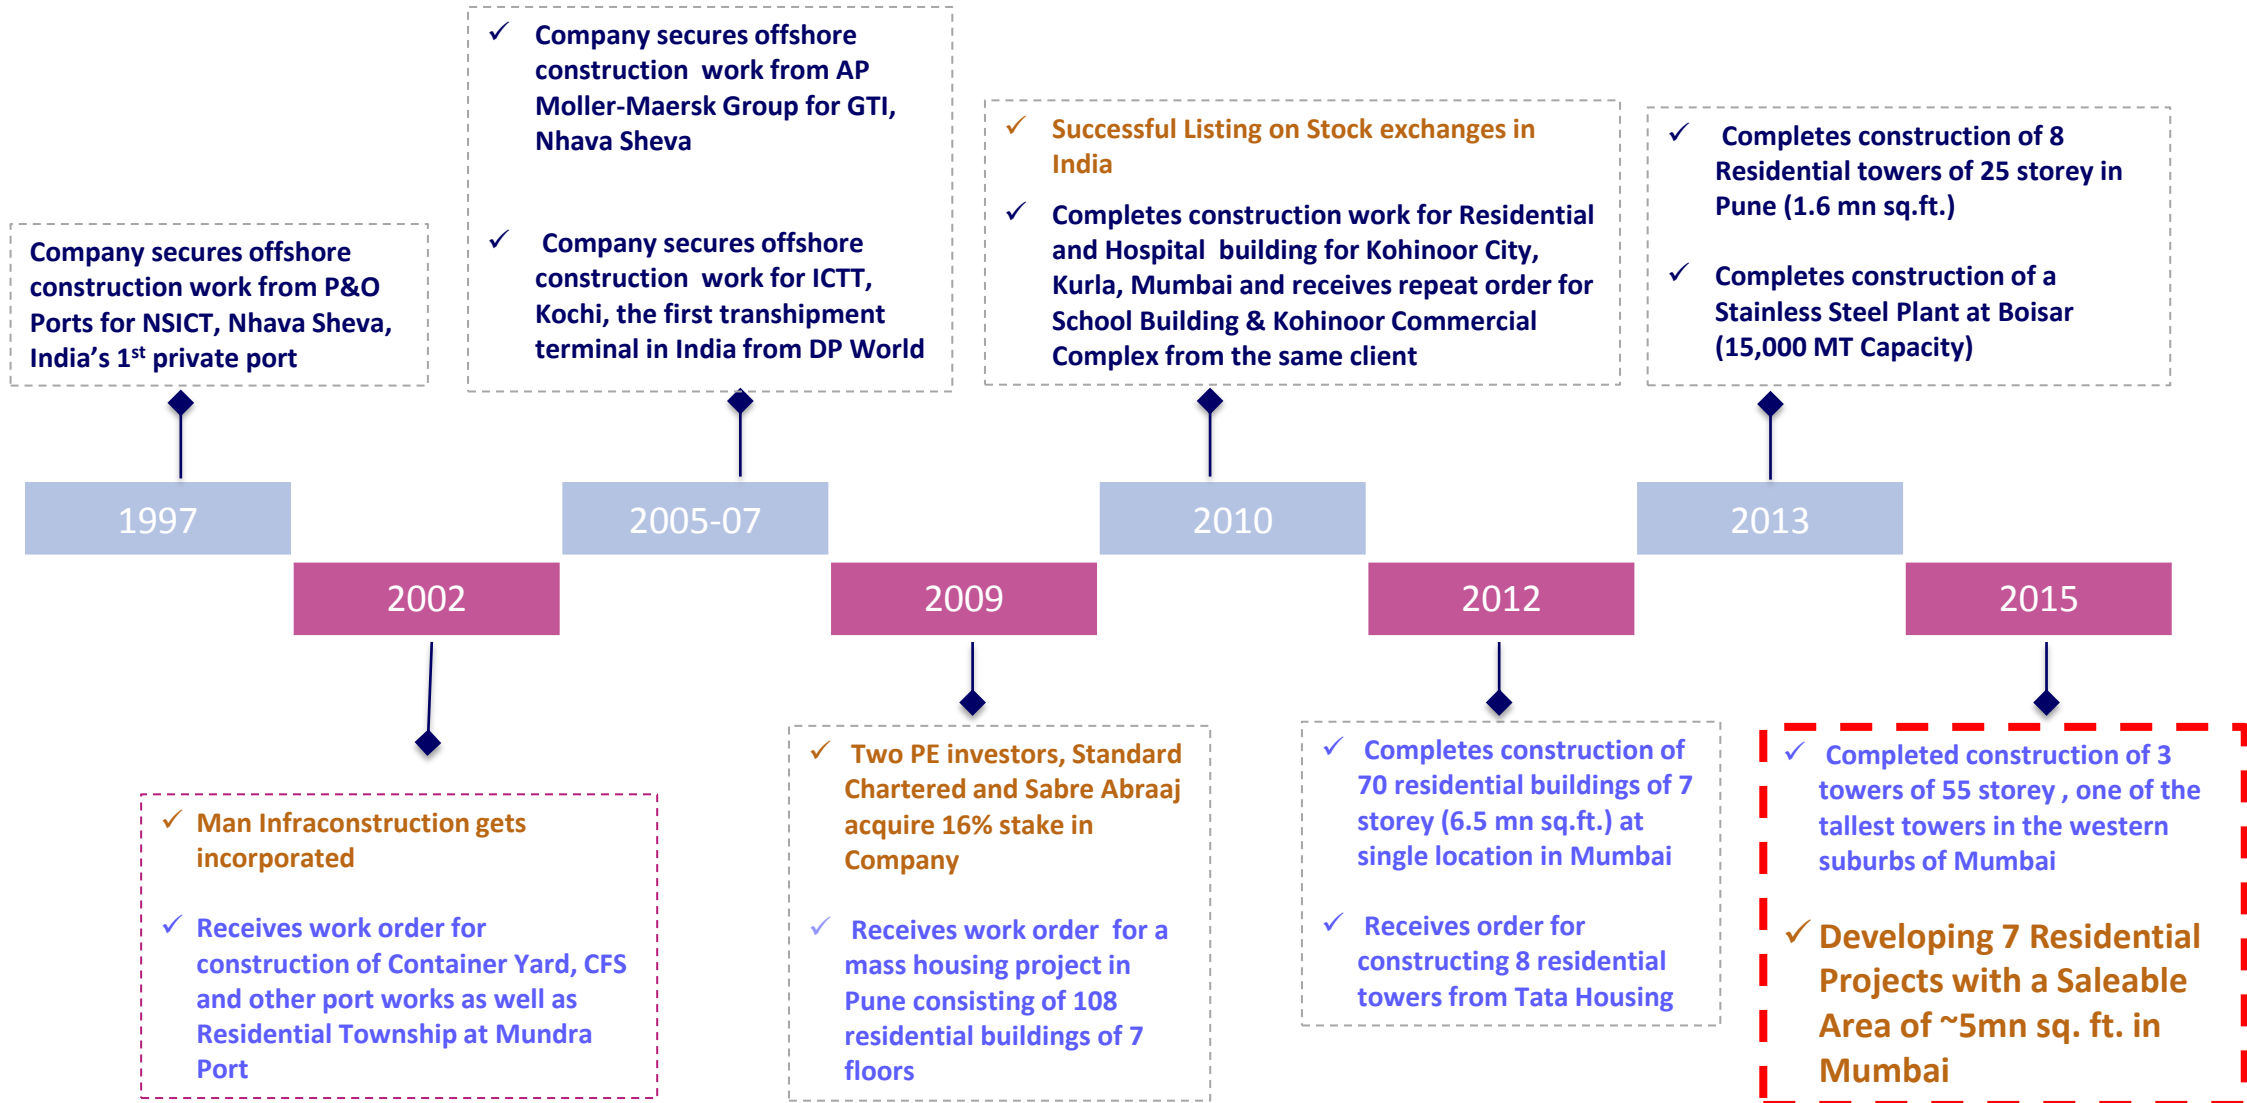 Company secures offshore
construction work from P&O
Ports for NSICT, Nhava Sheva,
India's 1st private port
✓ Company secures offshore
construction work from AP
Moller-Maersk Group for GTI,
Nhava Sheva
✓ Company secures offshore
construction work for ICTT,
Kochi, the first transhipment
terminal in India from DP World
✓ Successful Listing on Stock exchanges in
India
✓ Completes construction work for Residential
and Hospital building for Kohinoor City,
Kurla, Mumbai and receives repeat order for
School Building & Kohinoor Commercial
Complex from the same client
✓ Completes construction of 8
Residential towers of 25 storey in
Pune (1.6 mn sq.ft.)
✓ Completes construction of a
Stainless Steel Plant at Boisar
(15,000 MT Capacity)
1997
2005-07
2010
2013
2002
2009
2012
2015
✓ Man Infraconstruction gets
incorporated
✓ Receives work order for
construction of Container Yard, CFS
and other port works as well as
Residential Township at Mundra
Port
✓ Two PE investors, Standard
Chartered and Sabre Abraaj
acquire 16% stake in
Company
✓ Receives work order for a
mass housing project in
Pune consisting of 108
residential buildings of 7
floors
✓ Completes construction of
70 residential buildings of 7
storey (6.5 mn sq.ft.) at
single location in Mumbai
✓ Receives order for
constructing 8 residential
towers from Tata Housing
✓ Completed construction of 3
towers of 55 storey , one of the
tallest towers in the western
suburbs of Mumbai
✓ Developing 7 Residential
Projects with a Saleable
Area of ~5mn sq. ft. in
Mumbai